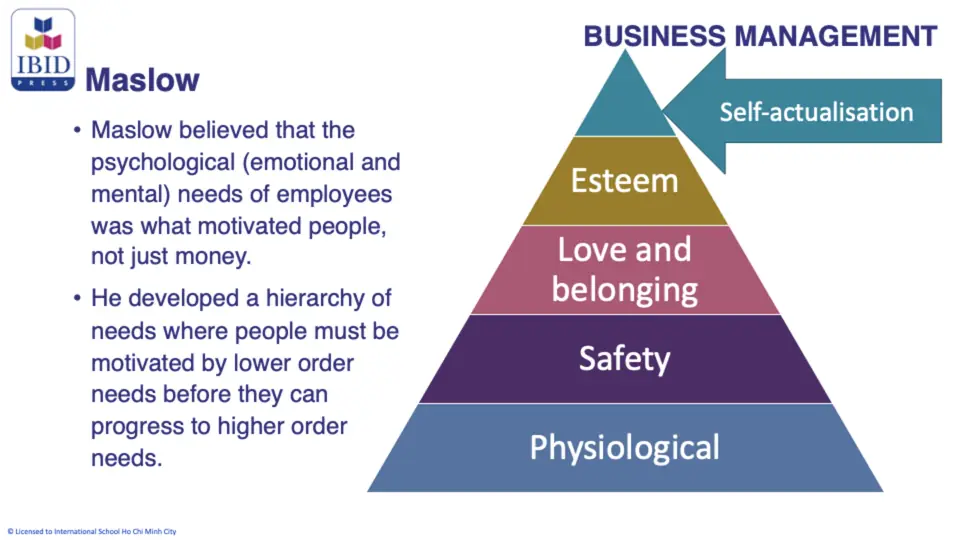 IBID
PRESS
BUSINESS MANAGEMENT
Maslow
• Maslow believed that the
psychological (emotional and
mental) needs of employees
was what motivated people,
not just money.
• He developed a hierarchy of
needs where people must be
motivated by lower order
needs before they can
progress to higher order
needs.
Self-actualisation
Esteem
Love and
belonging
Safety
Physiological
© Licensed to International School Ho Chi Minh City